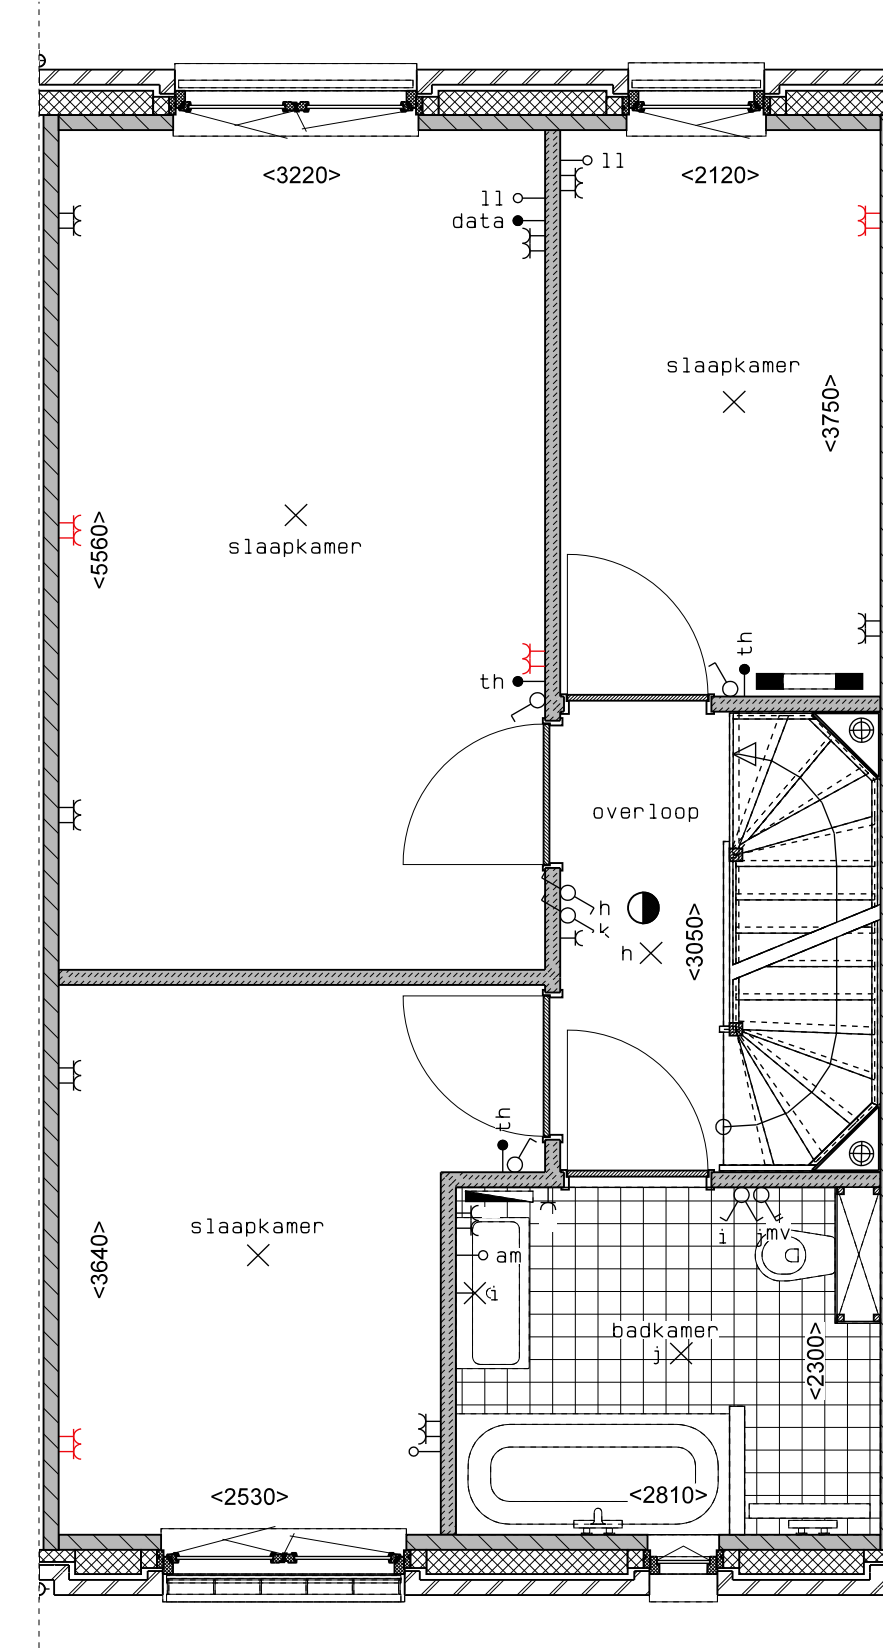 <3220>
<2120>
ll
ll
data
slaapkamer
<3750>
<5560>
slaapkamer
th
th
overloop
h
k
h
<3050>
th
slaapkamer
<3640>
am
i
i
jmv
badkamer
j
<2300>
<2530>
<2810>